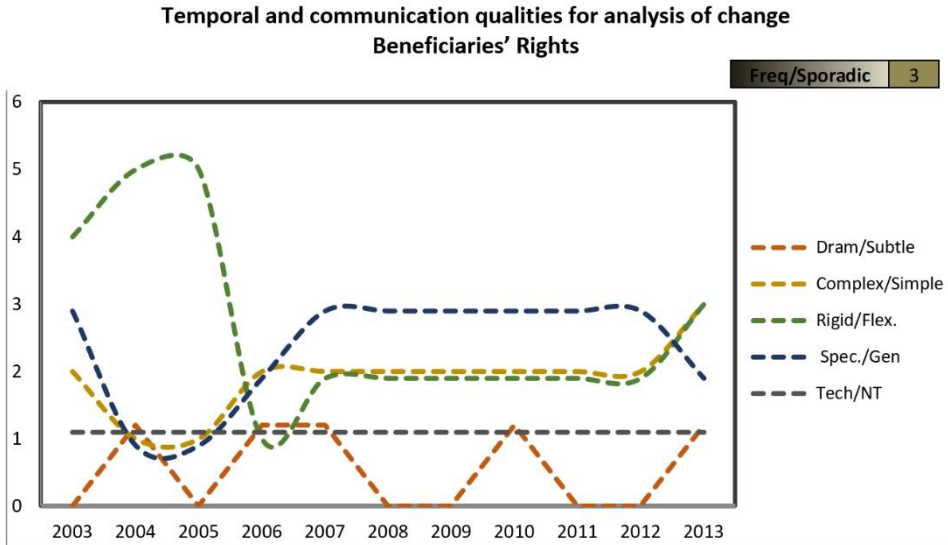 Temporal and communication qualities for analysis of change
Beneficiaries’ Rights
Freq/Sporadic 3
6
5
4
3
2
1
0
2003 2004 2005 2006 2007 2008 2009 2010 2011 2012 2013
Dram/Subtle
Complex/Simple
Rigid/Flex.
Spec./Gen
Tech/NT